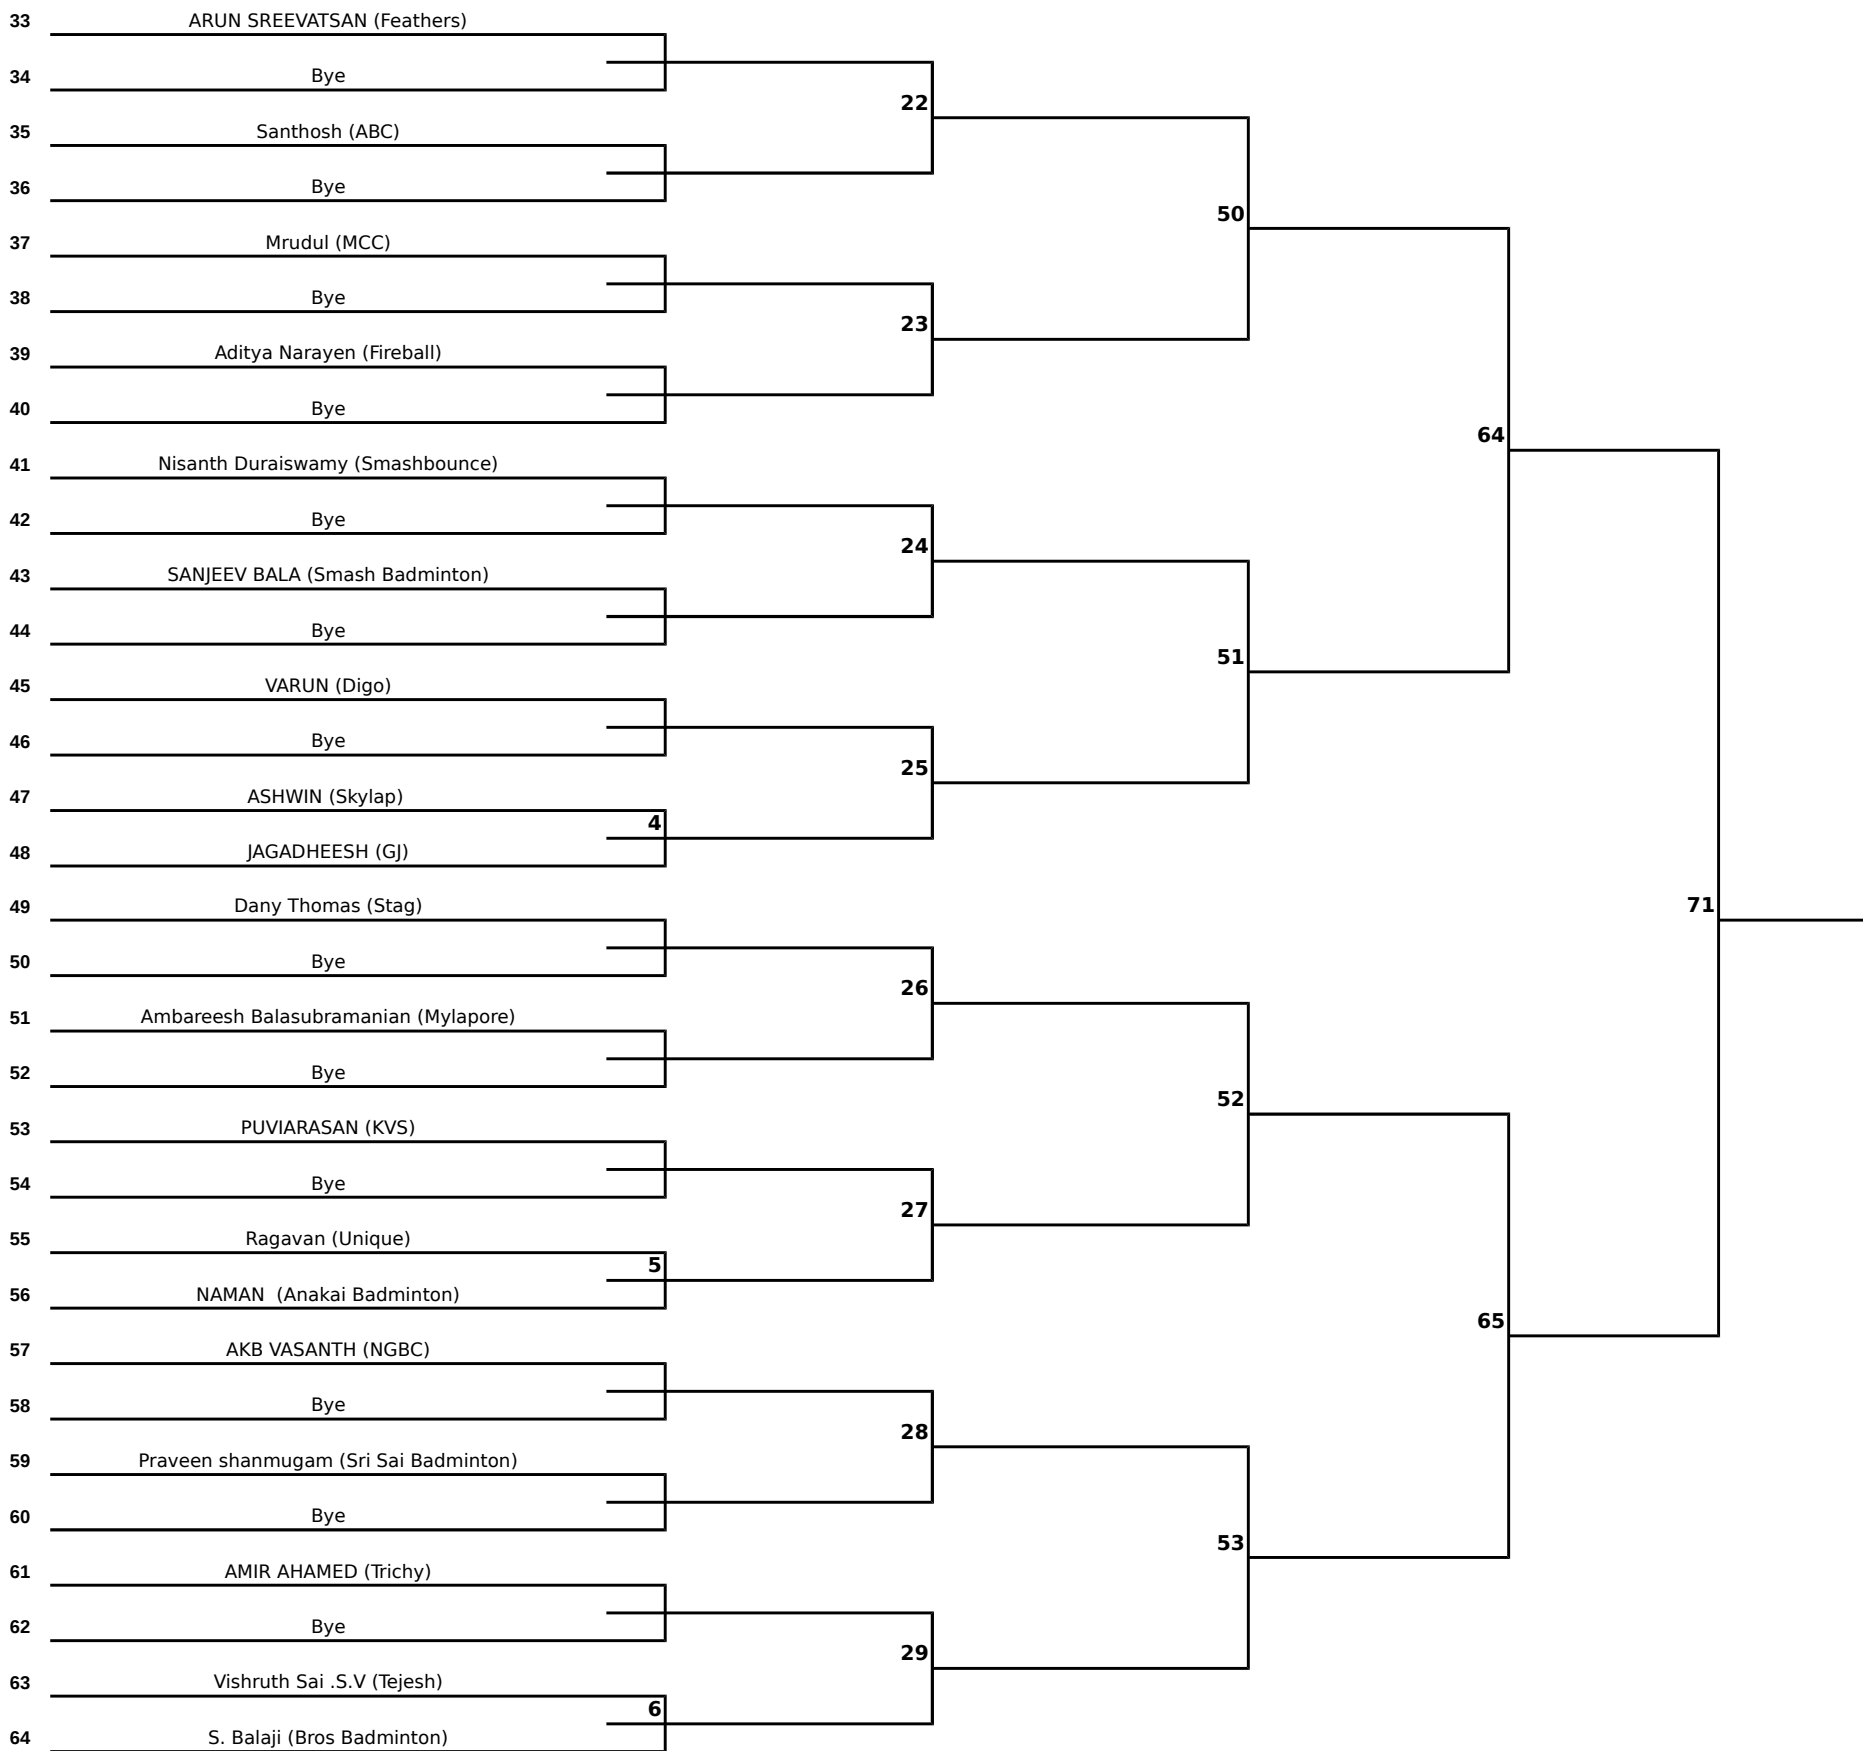 33 ARUN SREEVATSAN (Feathers)
34 Bye
22
35 Santhosh (ABC)
36 Bye
50
37 Mrudul (MCC)
38 Bye
23
39 Aditya Narayen (Fireball)
40 Bye
64
41 Nisanth Duraiswamy (Smashbounce)
42 Bye
24
43 SANJEEV BALA (Smash Badminton)
44 Bye
51
45 VARUN (Digo)
46 Bye
25
47 ASHWIN (Skylap)
4
48 JAGADHEESH (GJ)
71
49 Dany Thomas (Stag)
50 Bye
26
51 Ambareesh Balasubramanian (Mylapore)
52 Bye
52
53 PUVIARASAN (KVS)
54 Bye
27
55 Ragavan (Unique)
5
56 NAMAN  (Anakai Badminton)
65
57 AKB VASANTH (NGBC)
58 Bye
28
59 Praveen shanmugam (Sri Sai Badminton)
60 Bye
53
61 AMIR AHAMED (Trichy)
62 Bye
29
63 Vishruth Sai .S.V (Tejesh)
6
64 S. Balaji (Bros Badminton)